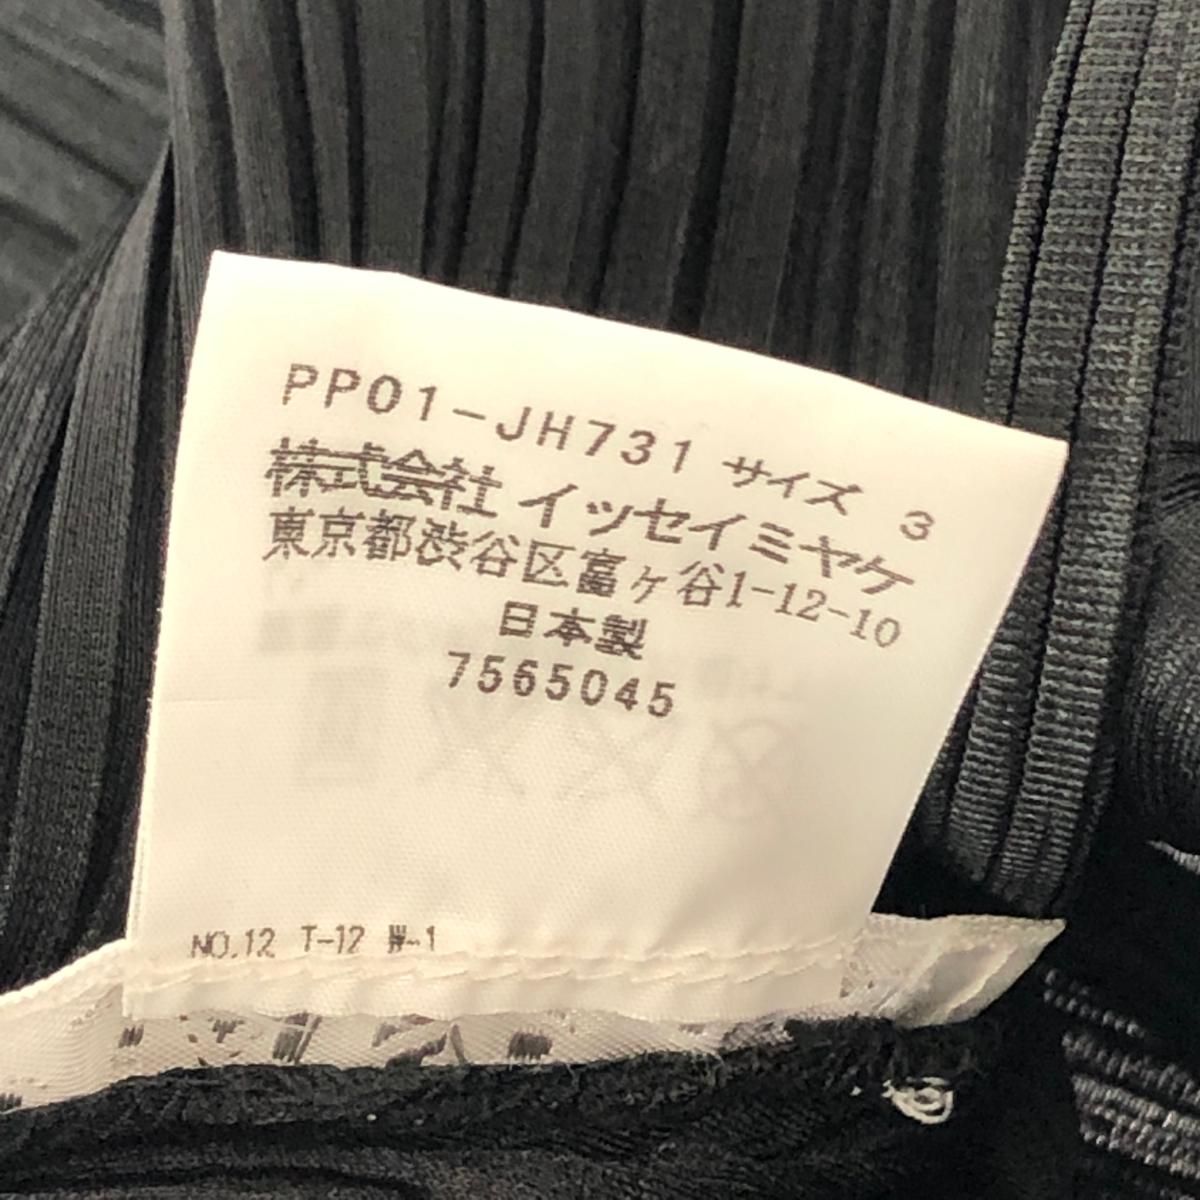 PP01-JH731 サイズ 3
株式会社 イッセイミヤケ
東京都渋谷区富ヶ谷1-12-10
日本製
7565045
NO.12 T-12 W-1